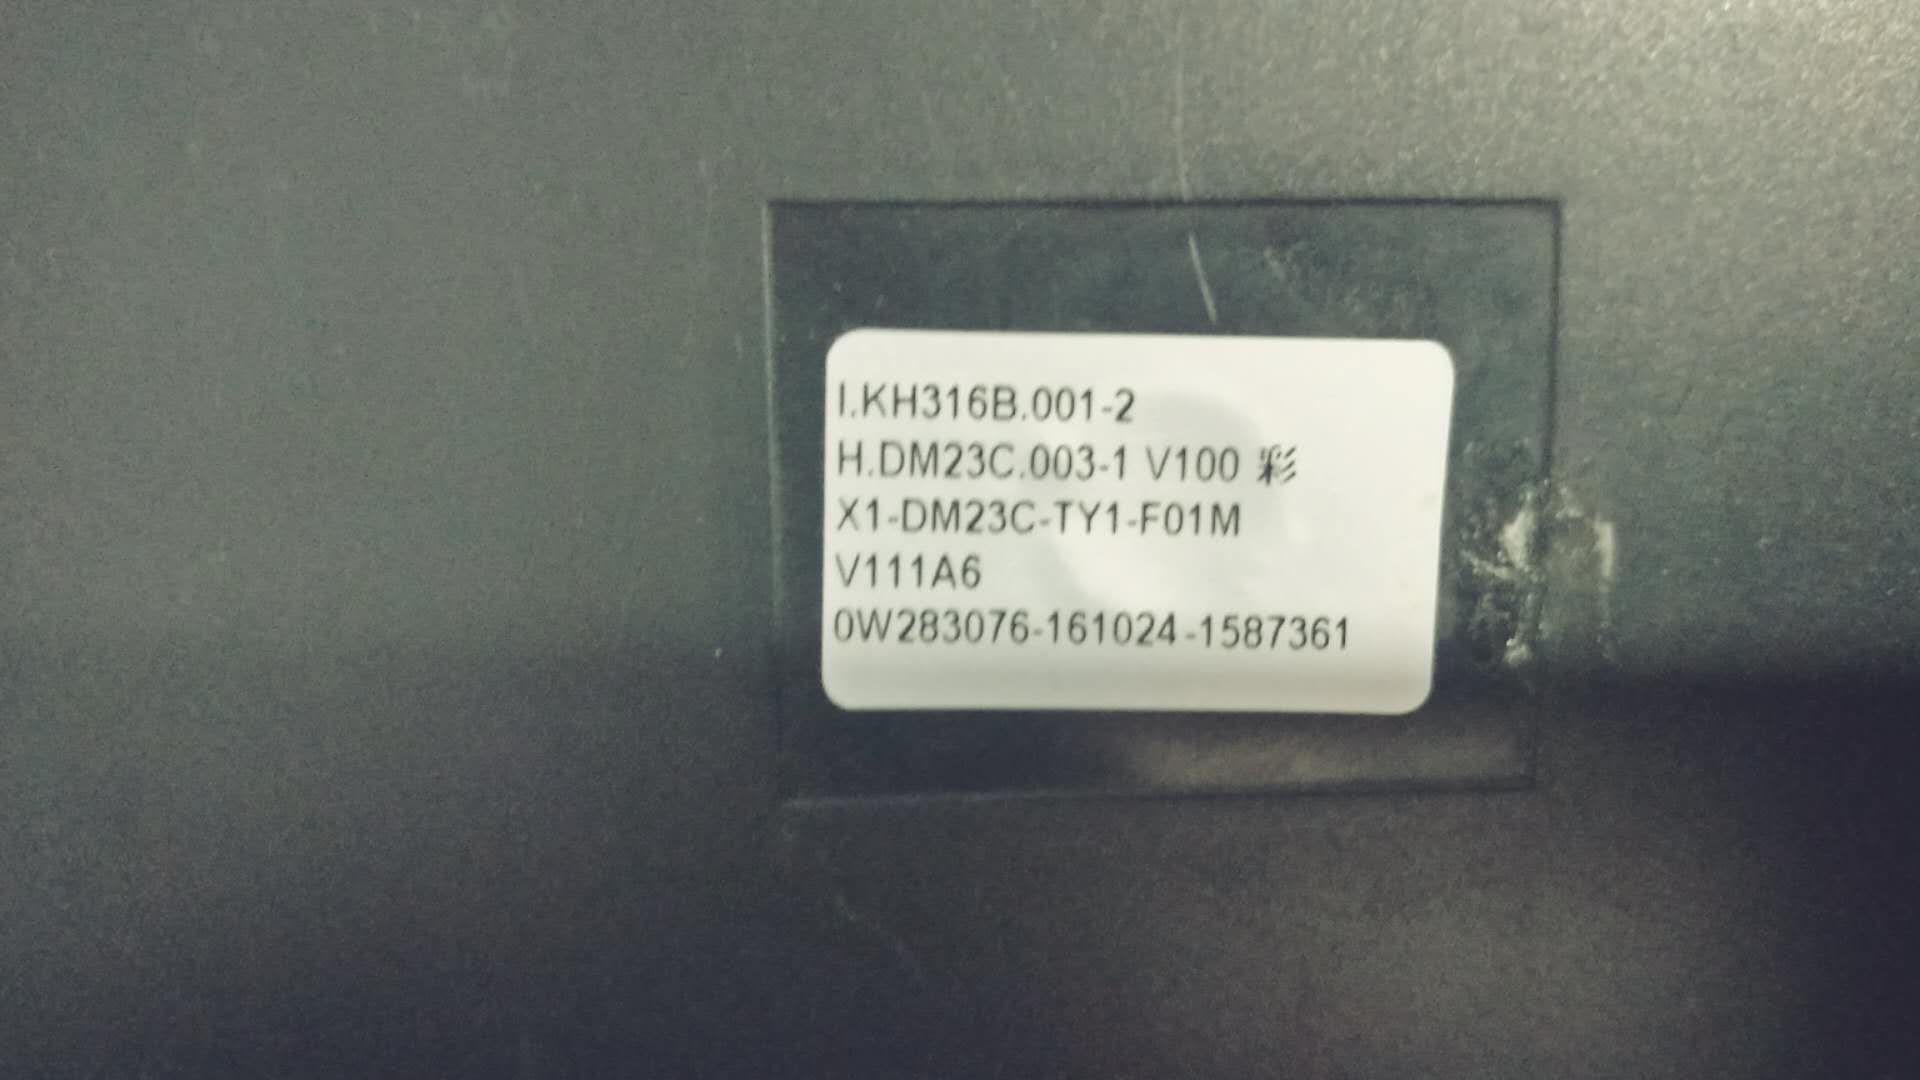 I.KH316B.001-2
H.DM23C.003-1 V100 彩
X1-DM23C-TY1-F01M
V111A6
0W283076-161024-1587361